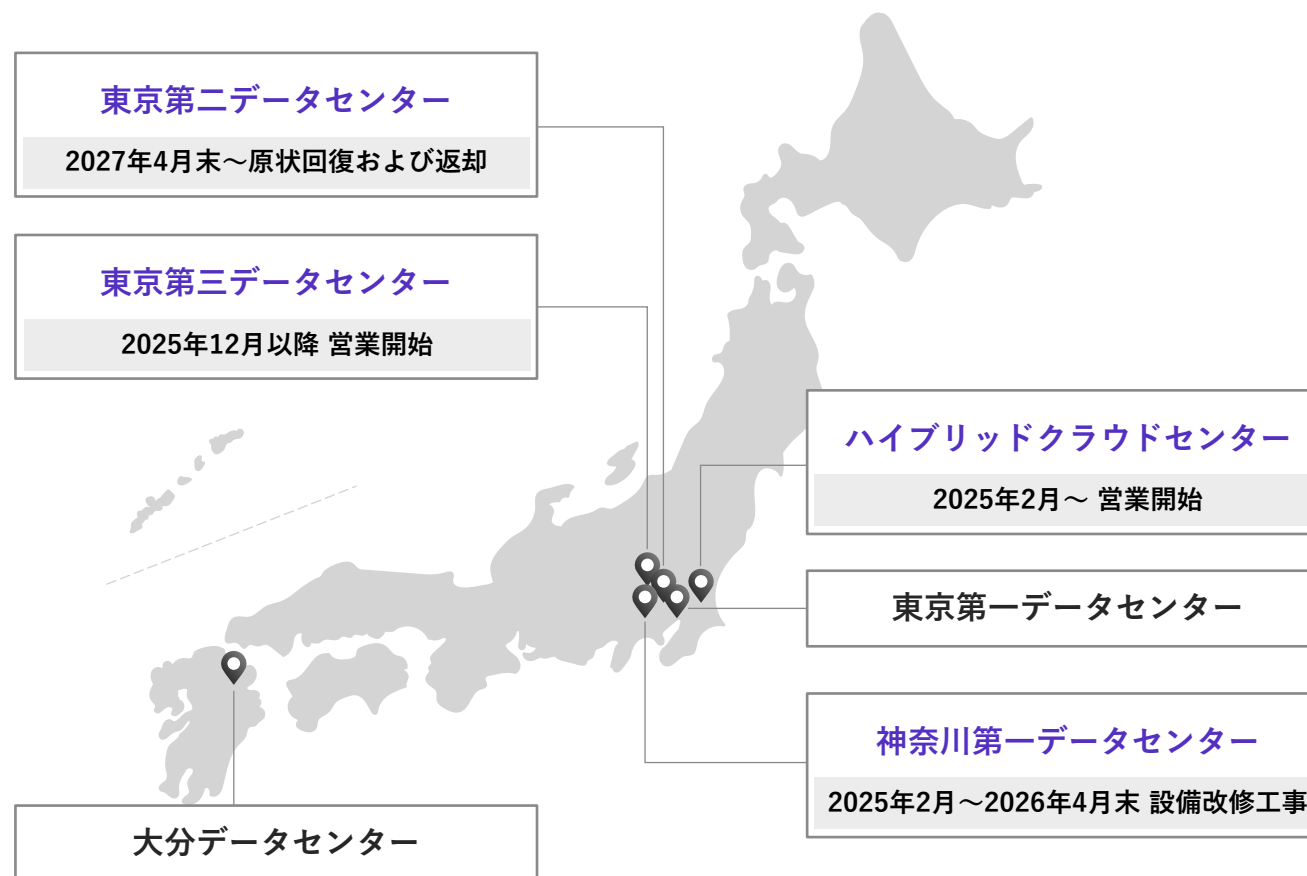 東京第二データセンター
2027年4月末～原状回復および返却
東京第三データセンター
2025年12月以降 営業開始
ハイブリッドクラウドセンター
2025年2月～ 営業開始
東京第一データセンター
神奈川第一データセンター
2025年2月～2026年4月末 設備改修工事
大分データセンター